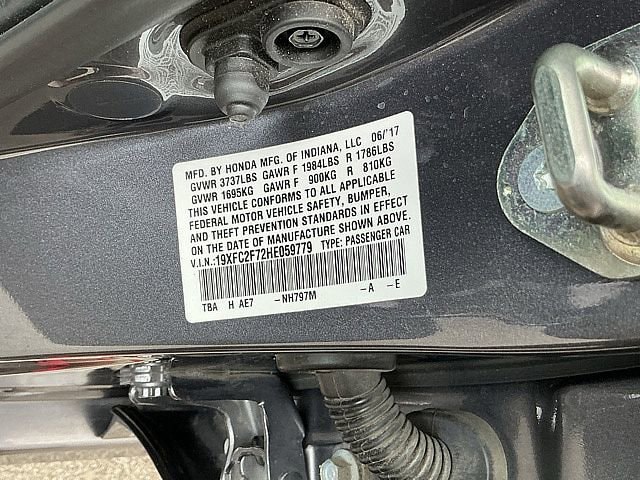 MFD. BY HONDA MFG. OF INDIANA, LLC 06/'17
GVWR 3737LBS GAWR F 1984LBS R 1786LBS
GVWR 1695KG GAWR F 900KG R 810KG
THIS VEHICLE CONFORMS TO ALL APPLICABLE
FEDERAL MOTOR VEHICLE SAFETY, BUMPER,
AND THEFT PREVENTION STANDARDS IN EFFECT
ON THE DATE OF MANUFACTURE SHOWN ABOVE.
V.I.N.:19XFC2F72HE059779 TYPE: PASSENGER CAR
TBA H AE7 -NH797M -A -E